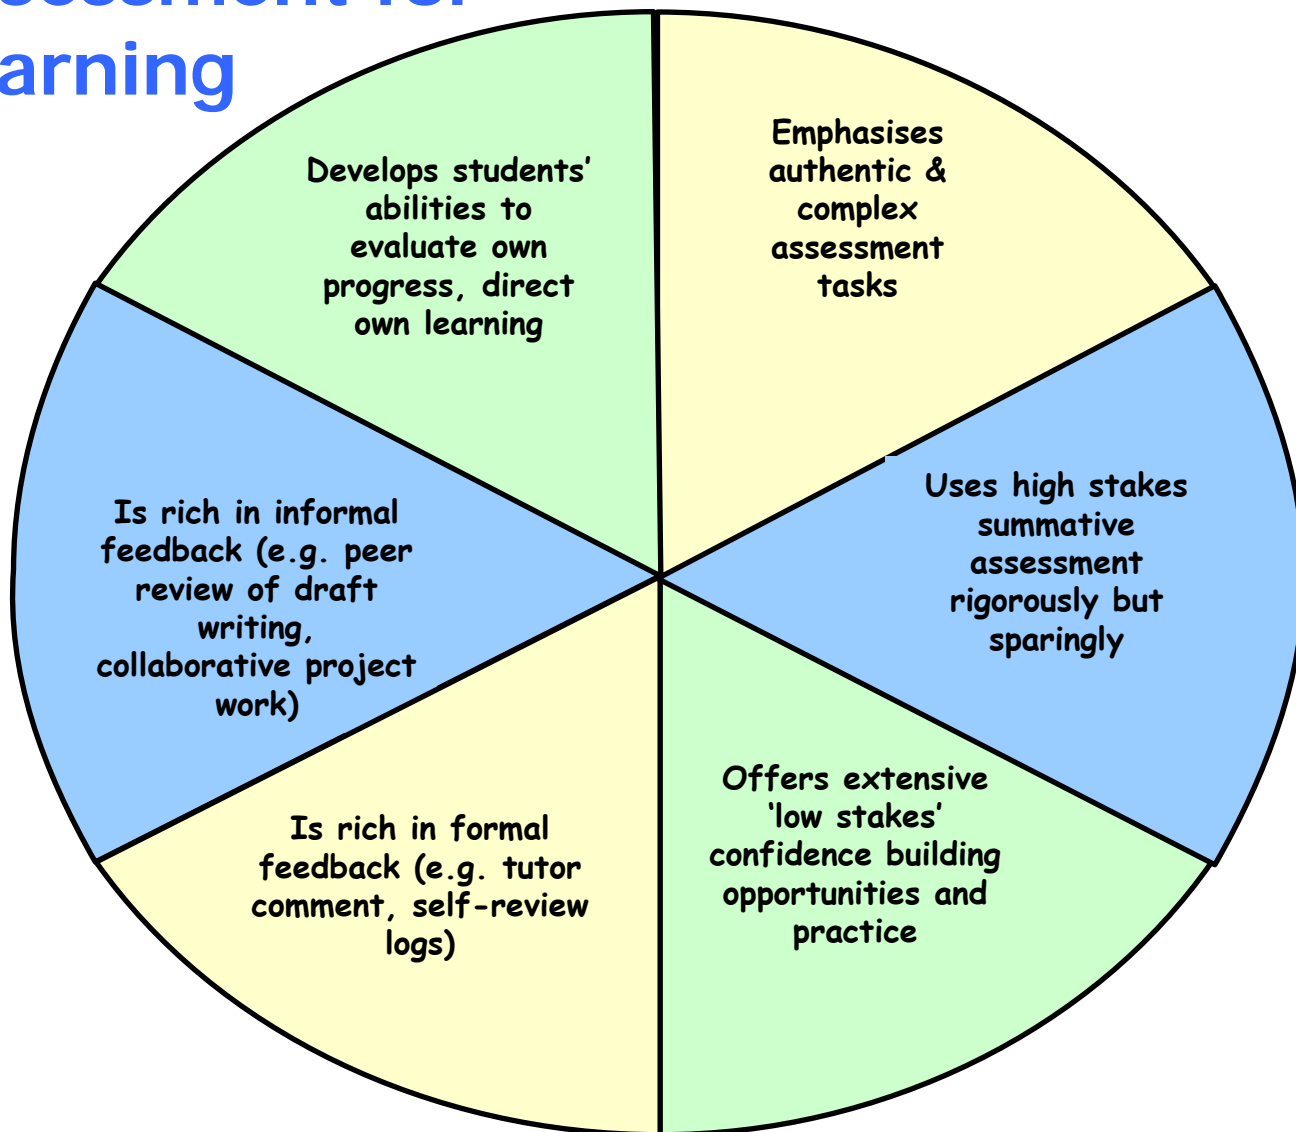 ssessment for
arning
Emphasises
authentic &
complex
assessment
tasks
Uses high stakes
summative
assessment
rigorously but
sparingly
Offers extensive
‘low stakes’
confidence building
opportunities and
practice
Is rich in formal
feedback (e.g. tutor
comment, self-review
logs)
Is rich in informal
feedback (e.g. peer
review of draft
writing,
collaborative project
work)
Develops students’
abilities to
evaluate own
progress, direct
own learning